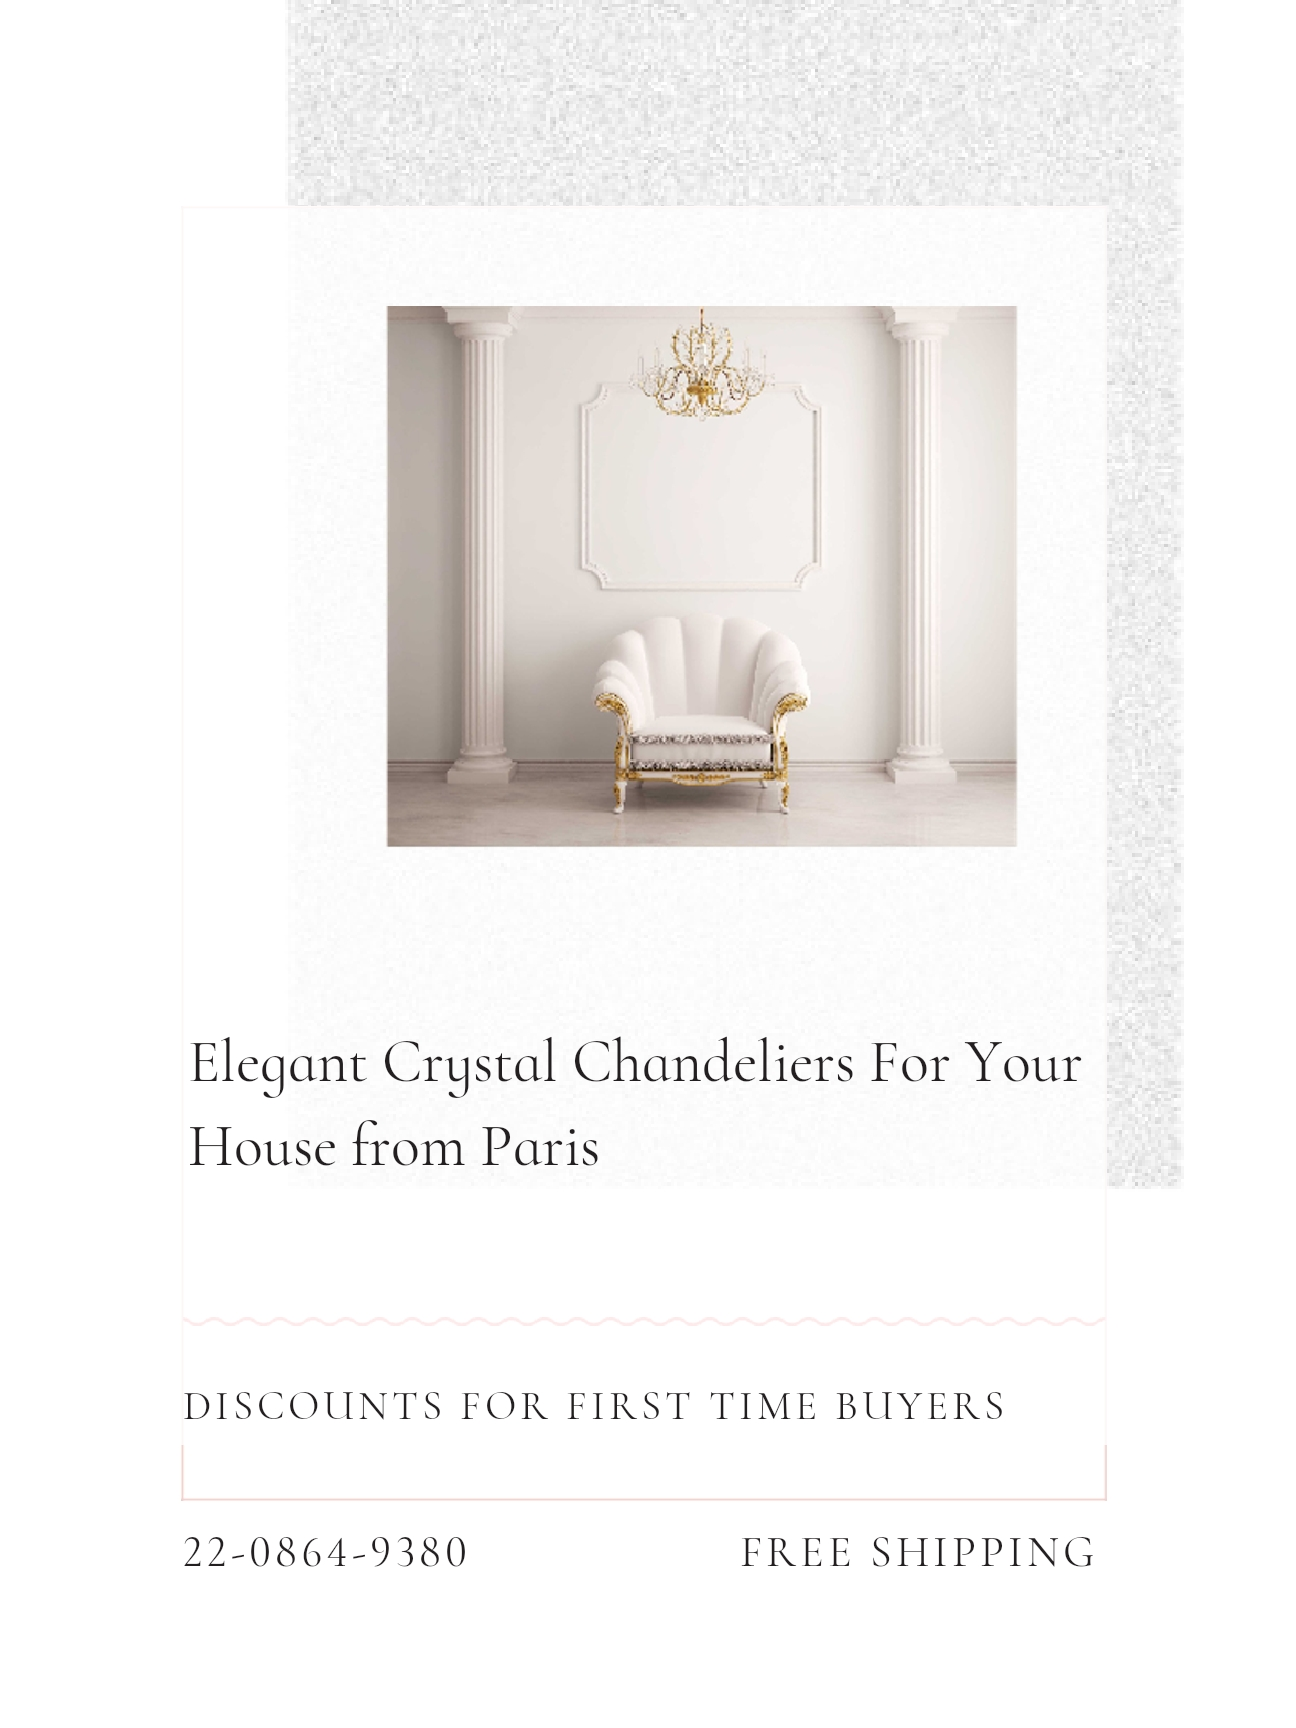 Elegant Crystal Chandeliers For Your
House from Paris
DISCOUNTS FOR FIRST TIME BUYERS
22-0864-9380
FREE SHIPPING